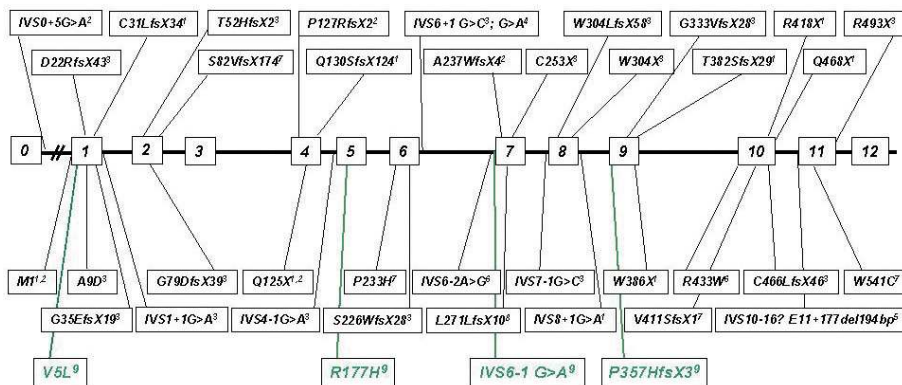 IVS0+5G>A² C31LfsX34¹ T52HfsX2³ P127RfsX2² IVS6+1 G>C³; G>A⁴ W304LfsX58³ G333VfsX28³ R418X¹ R493X³
D22RfsX43³ S82VfsX17⁴⁷ Q130SfsX124¹ A237WfsX4² C253X³ W304X³ T382SfsX29¹ Q468X¹
0 1 2 3 4 5 6 7 8 9 10 11 12
M1¹,² A9D³ G79DfsX39³ Q125X¹,² P233H⁷ IVS6-2A>G⁶ IVS7-1G>C³ W386X¹ R433W⁶ C466LfsX46³ W541C⁷
G35EfsX19³ IVS1+1G>A³ IVS4-1G>A³ S226WfsX28³ L271LfsX10⁸ IVS8+1G>A¹ V411SfsX1⁷ IVS10-16? E11+177del194bp⁵
V5L⁹ R177H⁹ IVS6-1 G>A⁹ P357HfsX3⁹